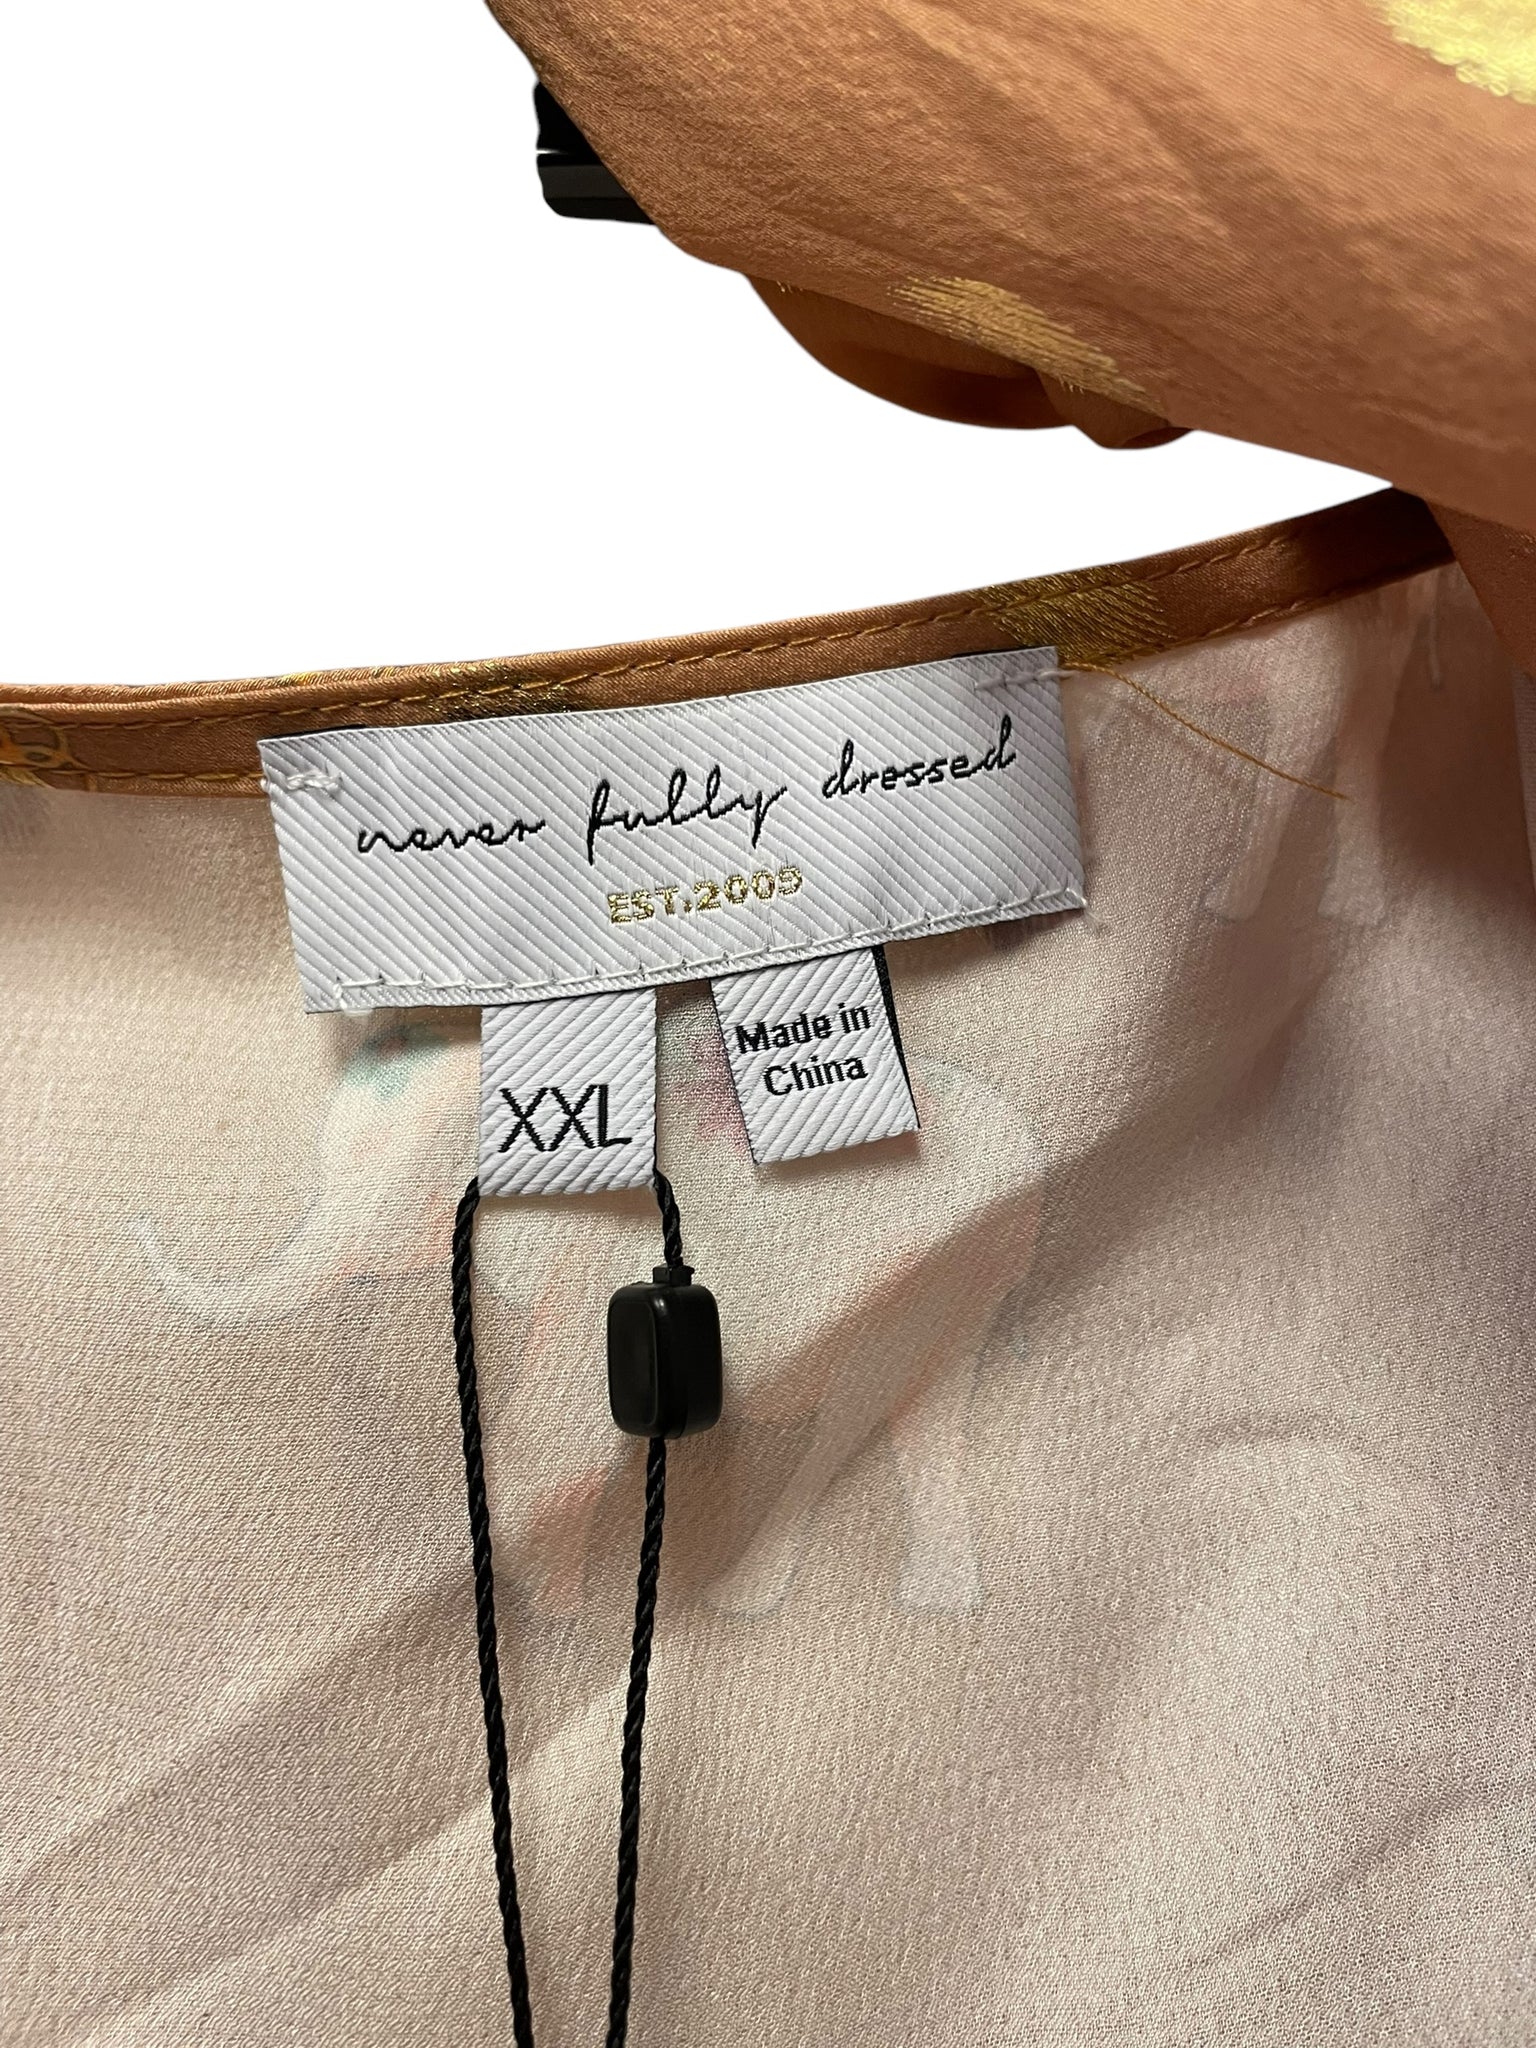 never fully dressed
EST.2009
XXL
Made in
China